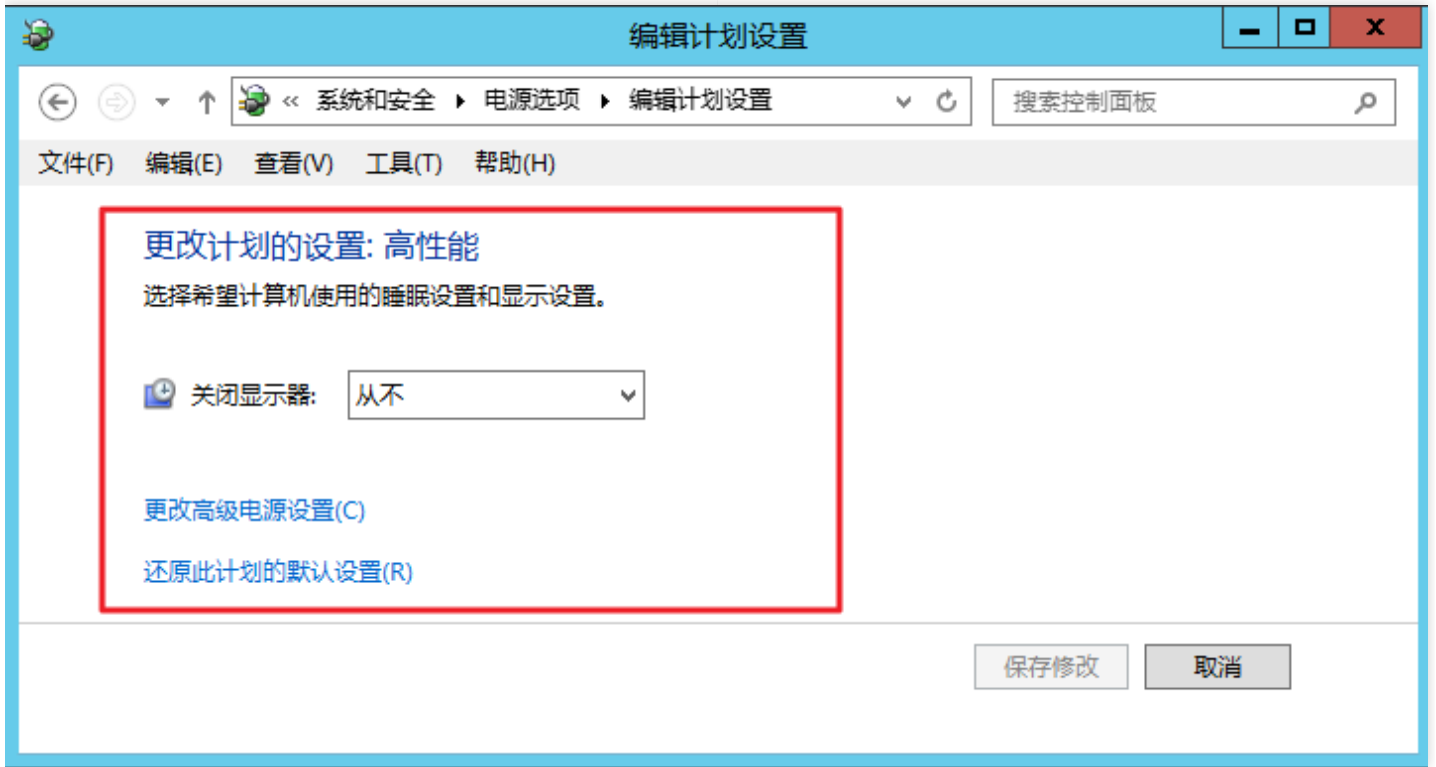 编辑计划设置
« 系统和安全 ▸ 电源选项 ▸ 编辑计划设置
搜索控制面板
文件(F) 编辑(E) 查看(V) 工具(T) 帮助(H)
更改计划的设置: 高性能
选择希望计算机使用的睡眠设置和显示设置。
关闭显示器: 从不
更改高级电源设置(C)
还原此计划的默认设置(R)
保存修改 取消